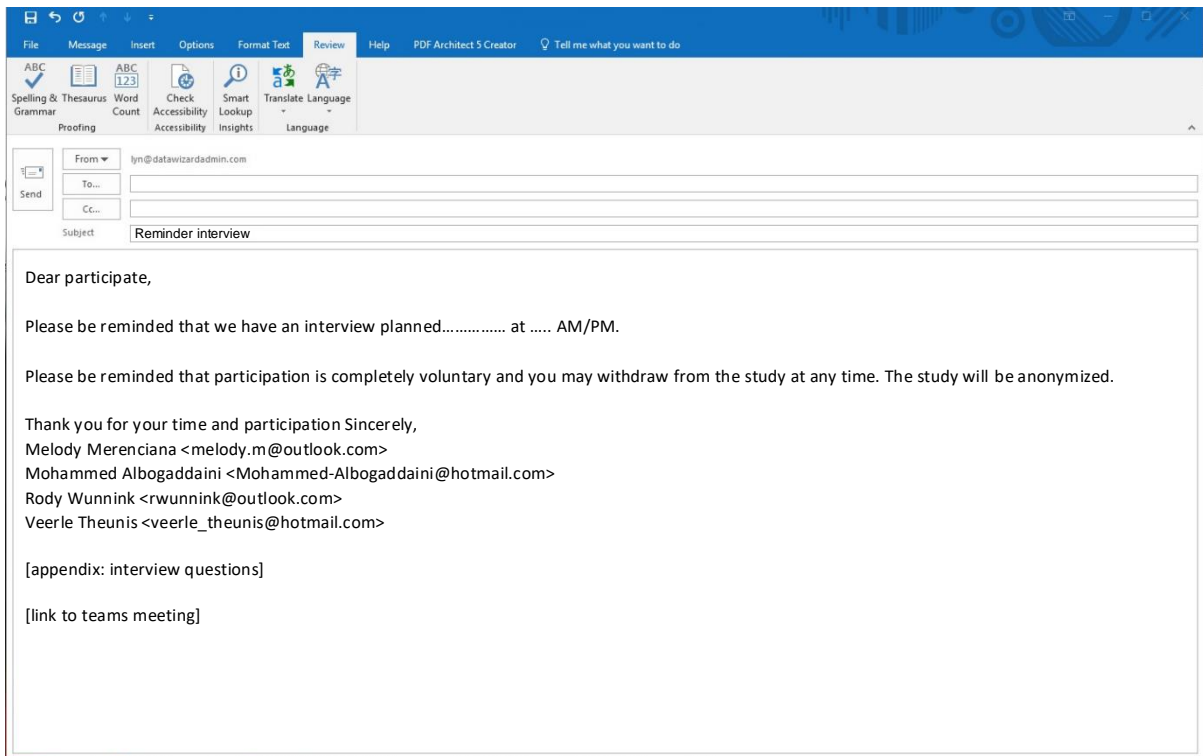 File Message Insert Options Format Text Review Help PDF Architect 5 Creator Tell me what you want to do
ABC
ABC
123
Spelling & Grammar
Thesaurus
Word Count
Check Accessibility
Smart Lookup
Translate
Language
Proofing Accessibility Insights Language
From lyn@datawizardadmin.com
Send
To...
Cc...
Subject Reminder interview
Dear participate,
Please be reminded that we have an interview planned…………… at ….. AM/PM.
Please be reminded that participation is completely voluntary and you may withdraw from the study at any time. The study will be anonymized.
Thank you for your time and participation Sincerely,
Melody Merenciana <melody.m@outlook.com>
Mohammed Albogaddaini <Mohammed-Albogaddaini@hotmail.com>
Rody Wunnink <rwunnink@outlook.com>
Veerle Theunis <veerle_theunis@hotmail.com>
[appendix: interview questions]
[link to teams meeting]